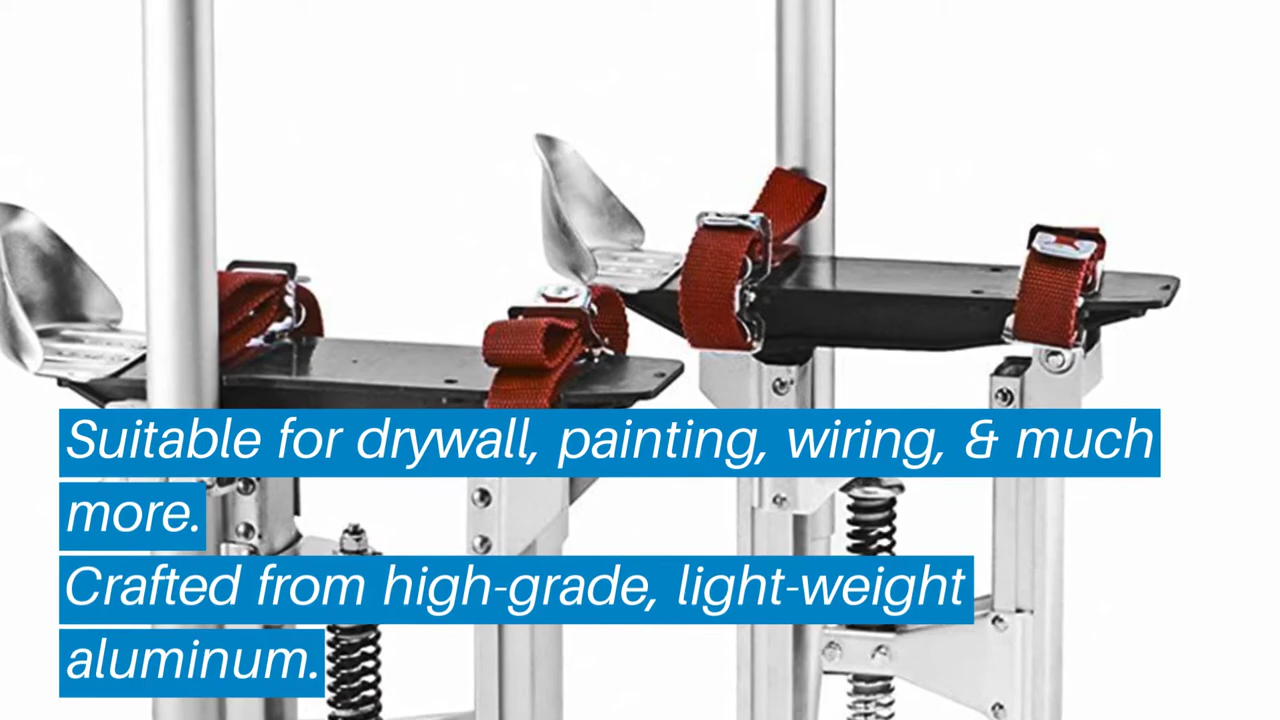 Suitable for drywall, painting, wiring, & much
more.
Crafted from high-grade, light-weight
aluminum.